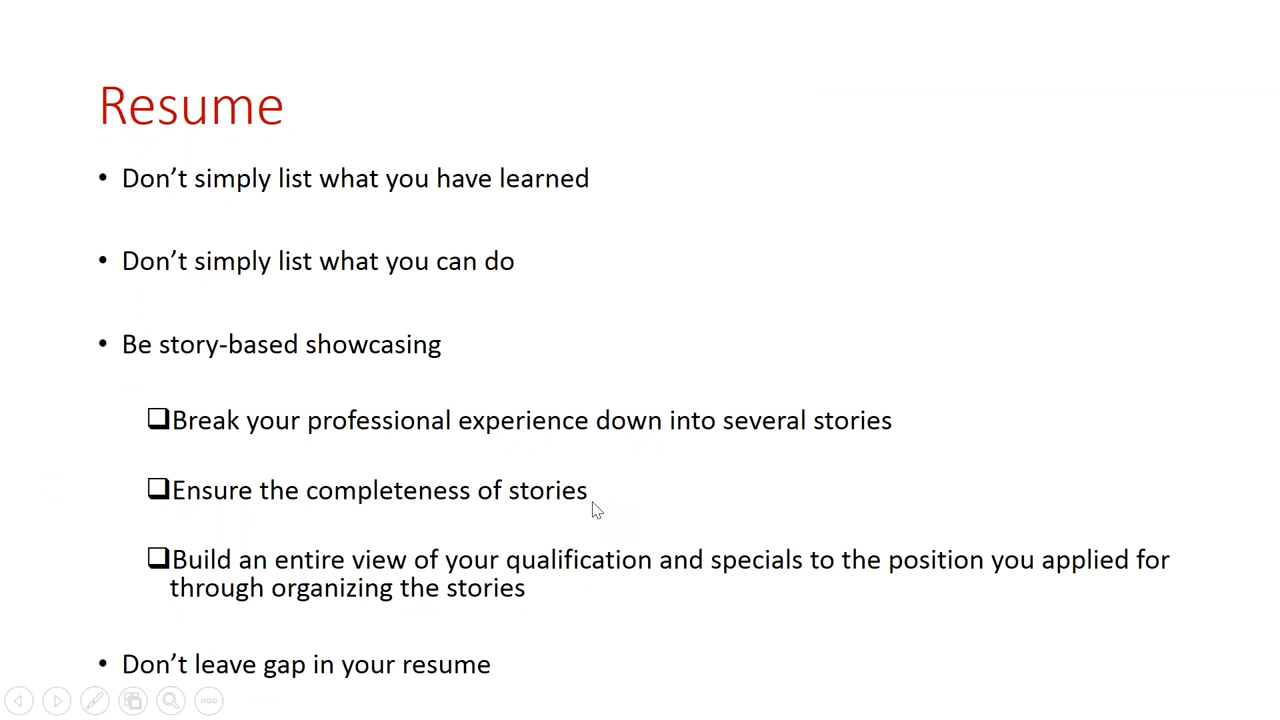 Resume
• Don’t simply list what you have learned
• Don’t simply list what you can do
• Be story-based showcasing
❑Break your professional experience down into several stories
❑Ensure the completeness of stories
❑Build an entire view of your qualification and specials to the position you applied for
through organizing the stories
• Don’t leave gap in your resume